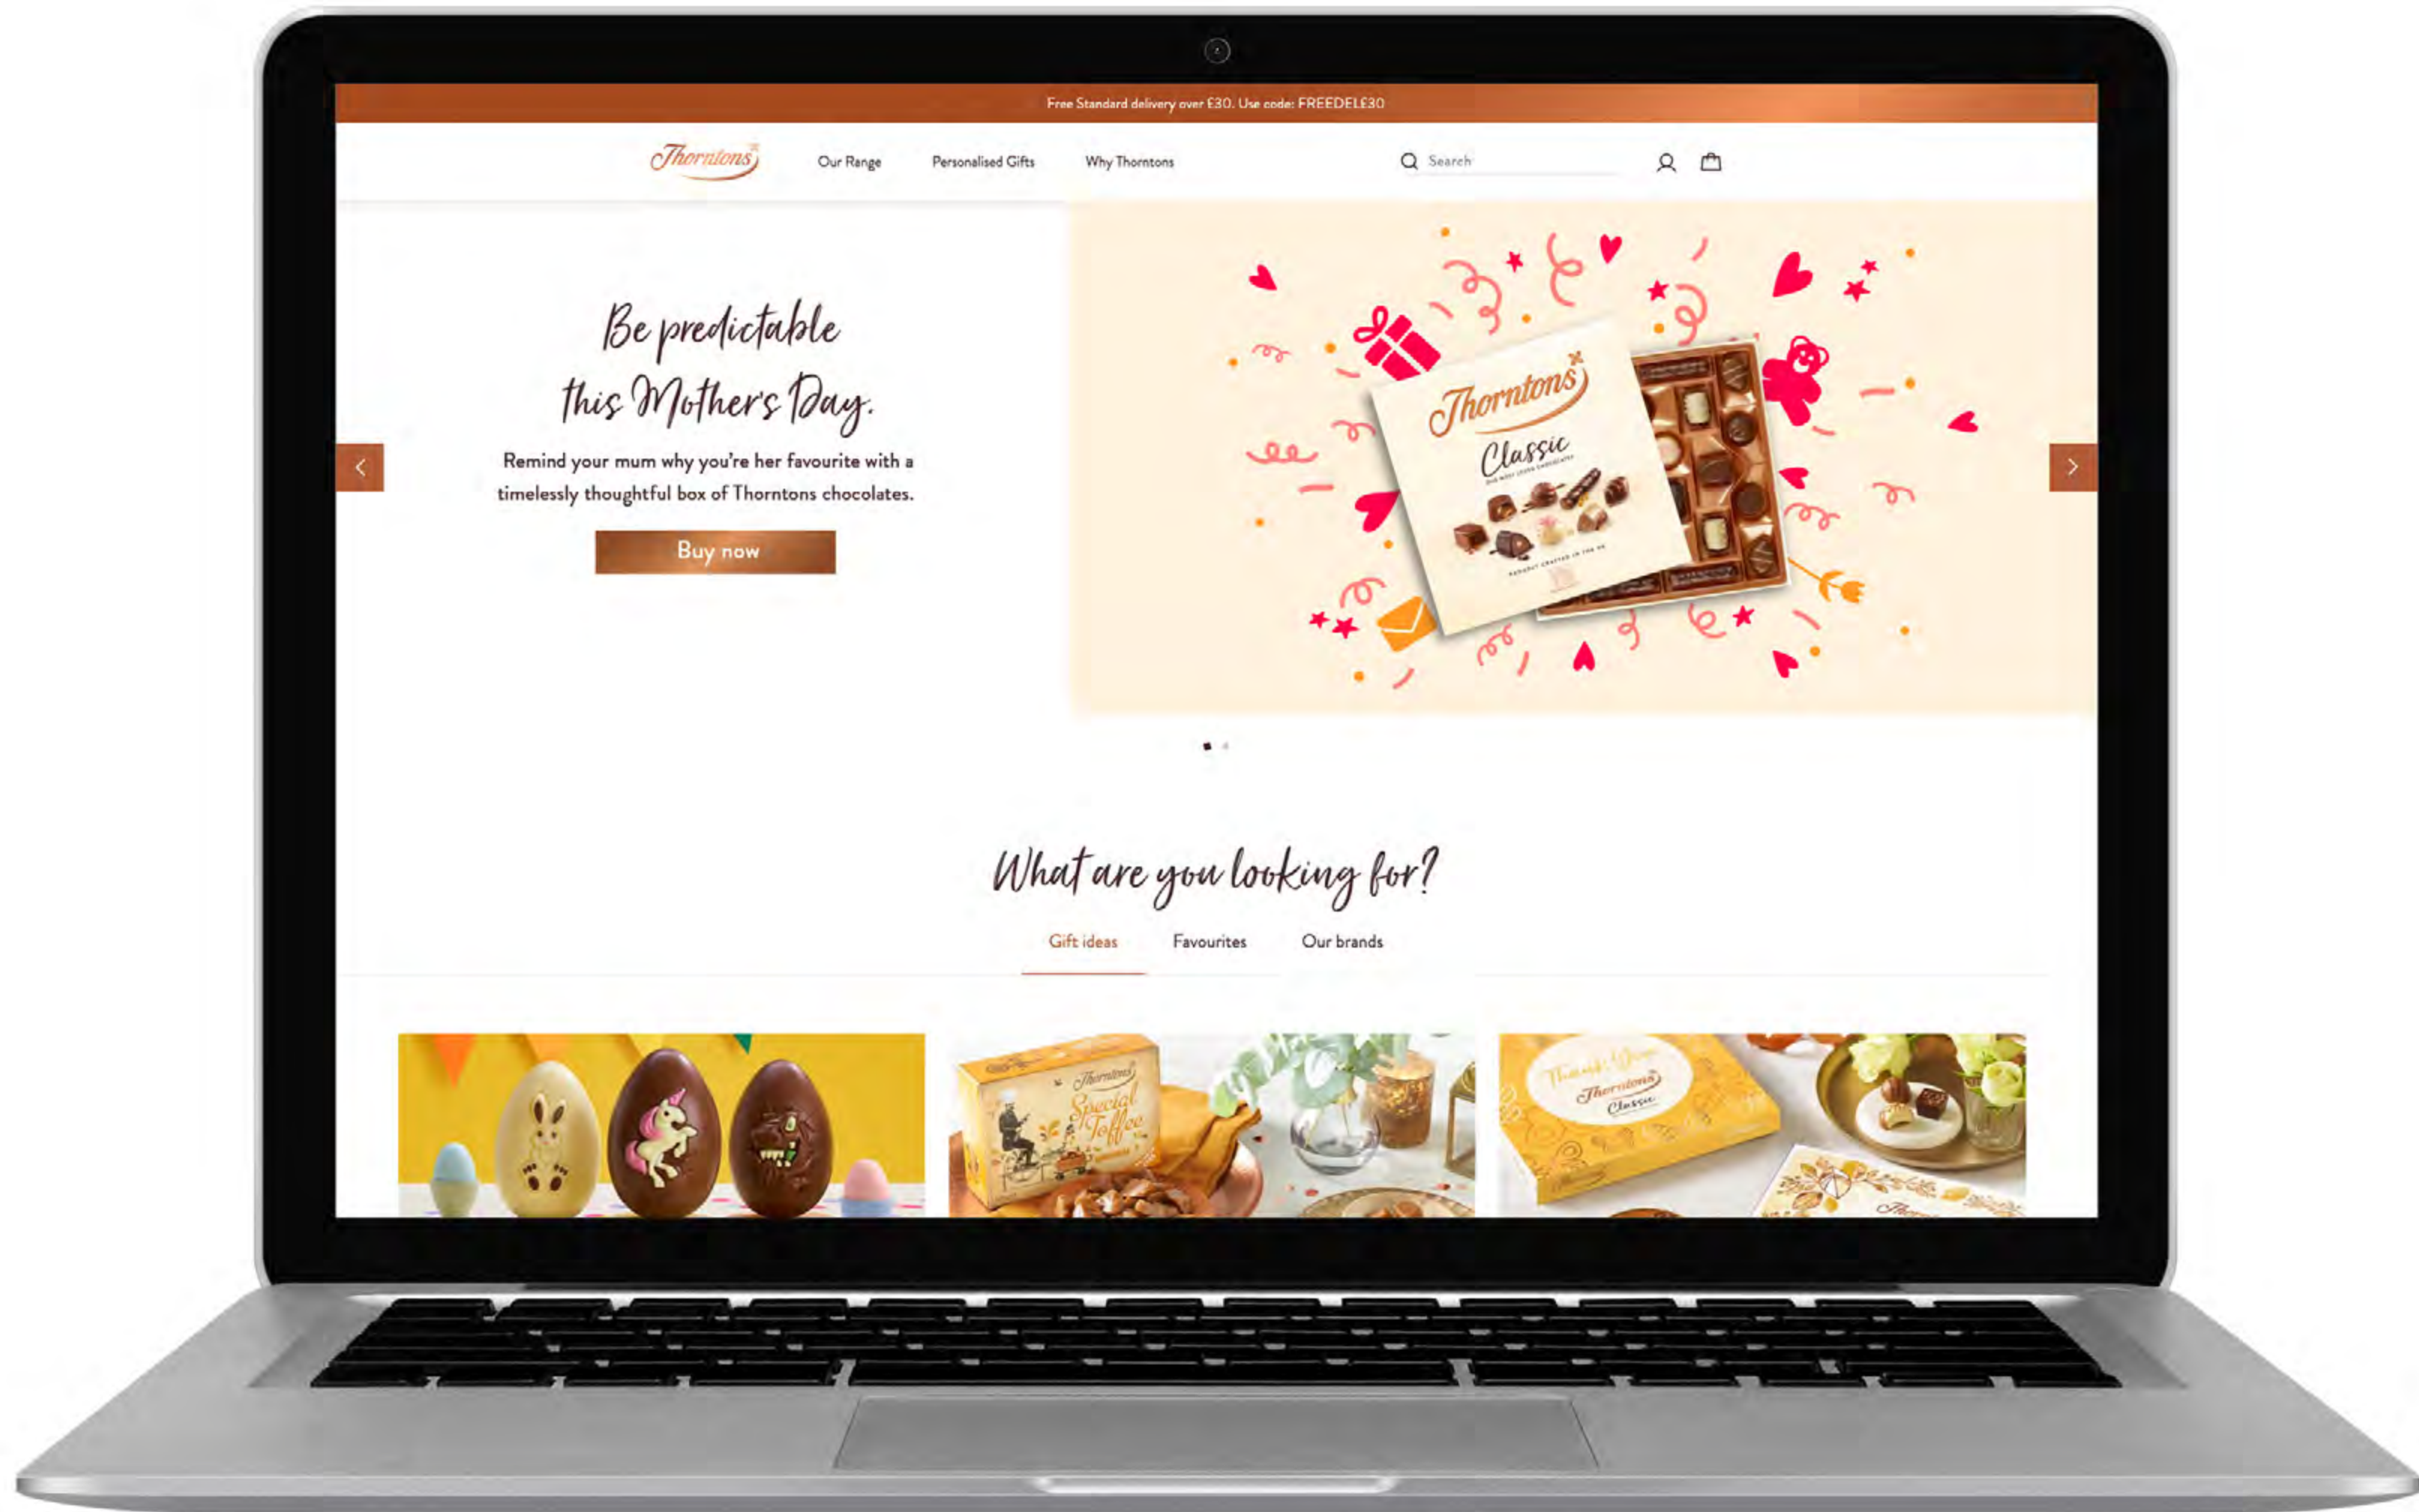 Free Standard delivery over £30. Use code: FREEDEL£30
Thorntons
Our Range
Personalised Gifts
Why Thorntons
Search
Be predictable
this Mother's Day.
Remind your mum why you're her favourite with a
timelessly thoughtful box of Thorntons chocolates.
Buy now
Thorntons
Classic
What are you looking for?
Gift ideas
Favourites
Our brands
Thorntons
Special
Toffee
Thorntons
Classic